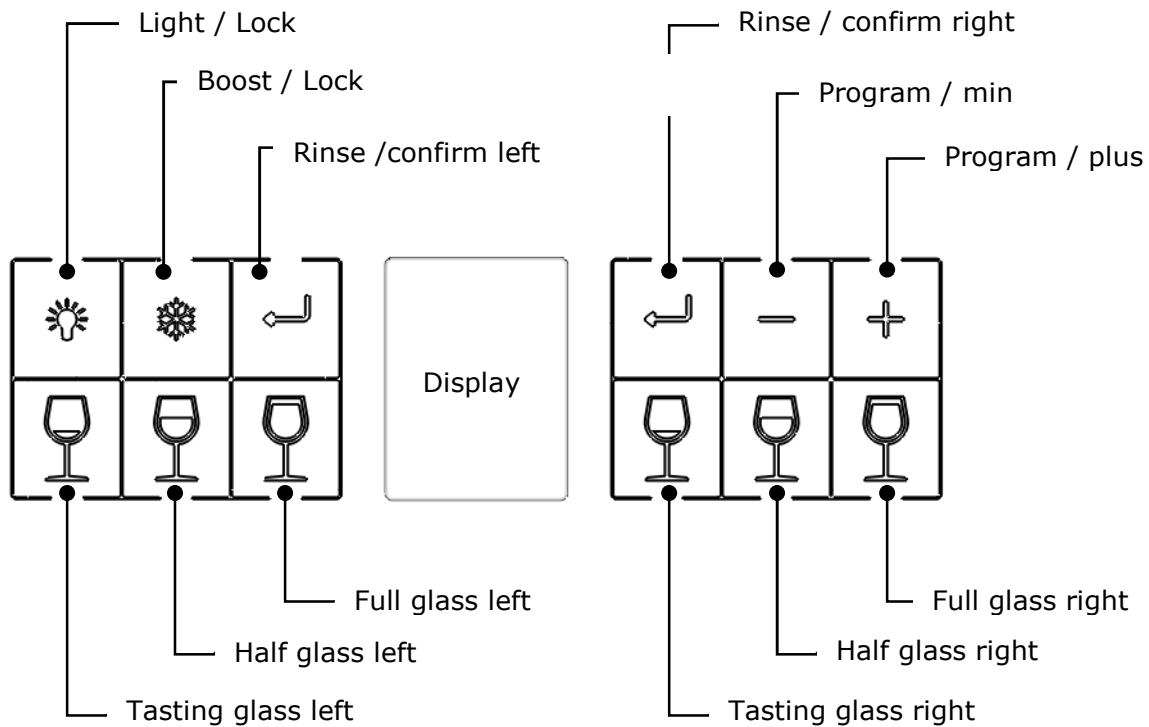 Light / Lock
Rinse / confirm right
Boost / Lock
Program / min
Rinse /confirm left
Program / plus
Display
Full glass left
Full glass right
Half glass left
Half glass right
Tasting glass left
Tasting glass right